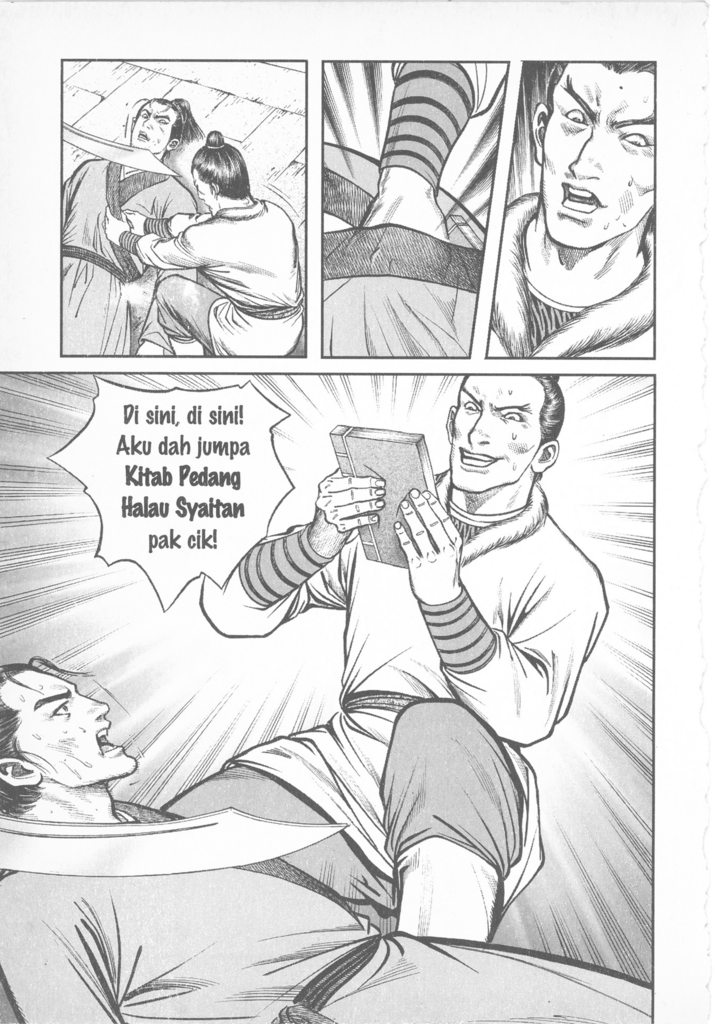 Di sini, di sini!
Aku dah jumpa
Kitab Pedang
Halau Syaitan
pak cik!